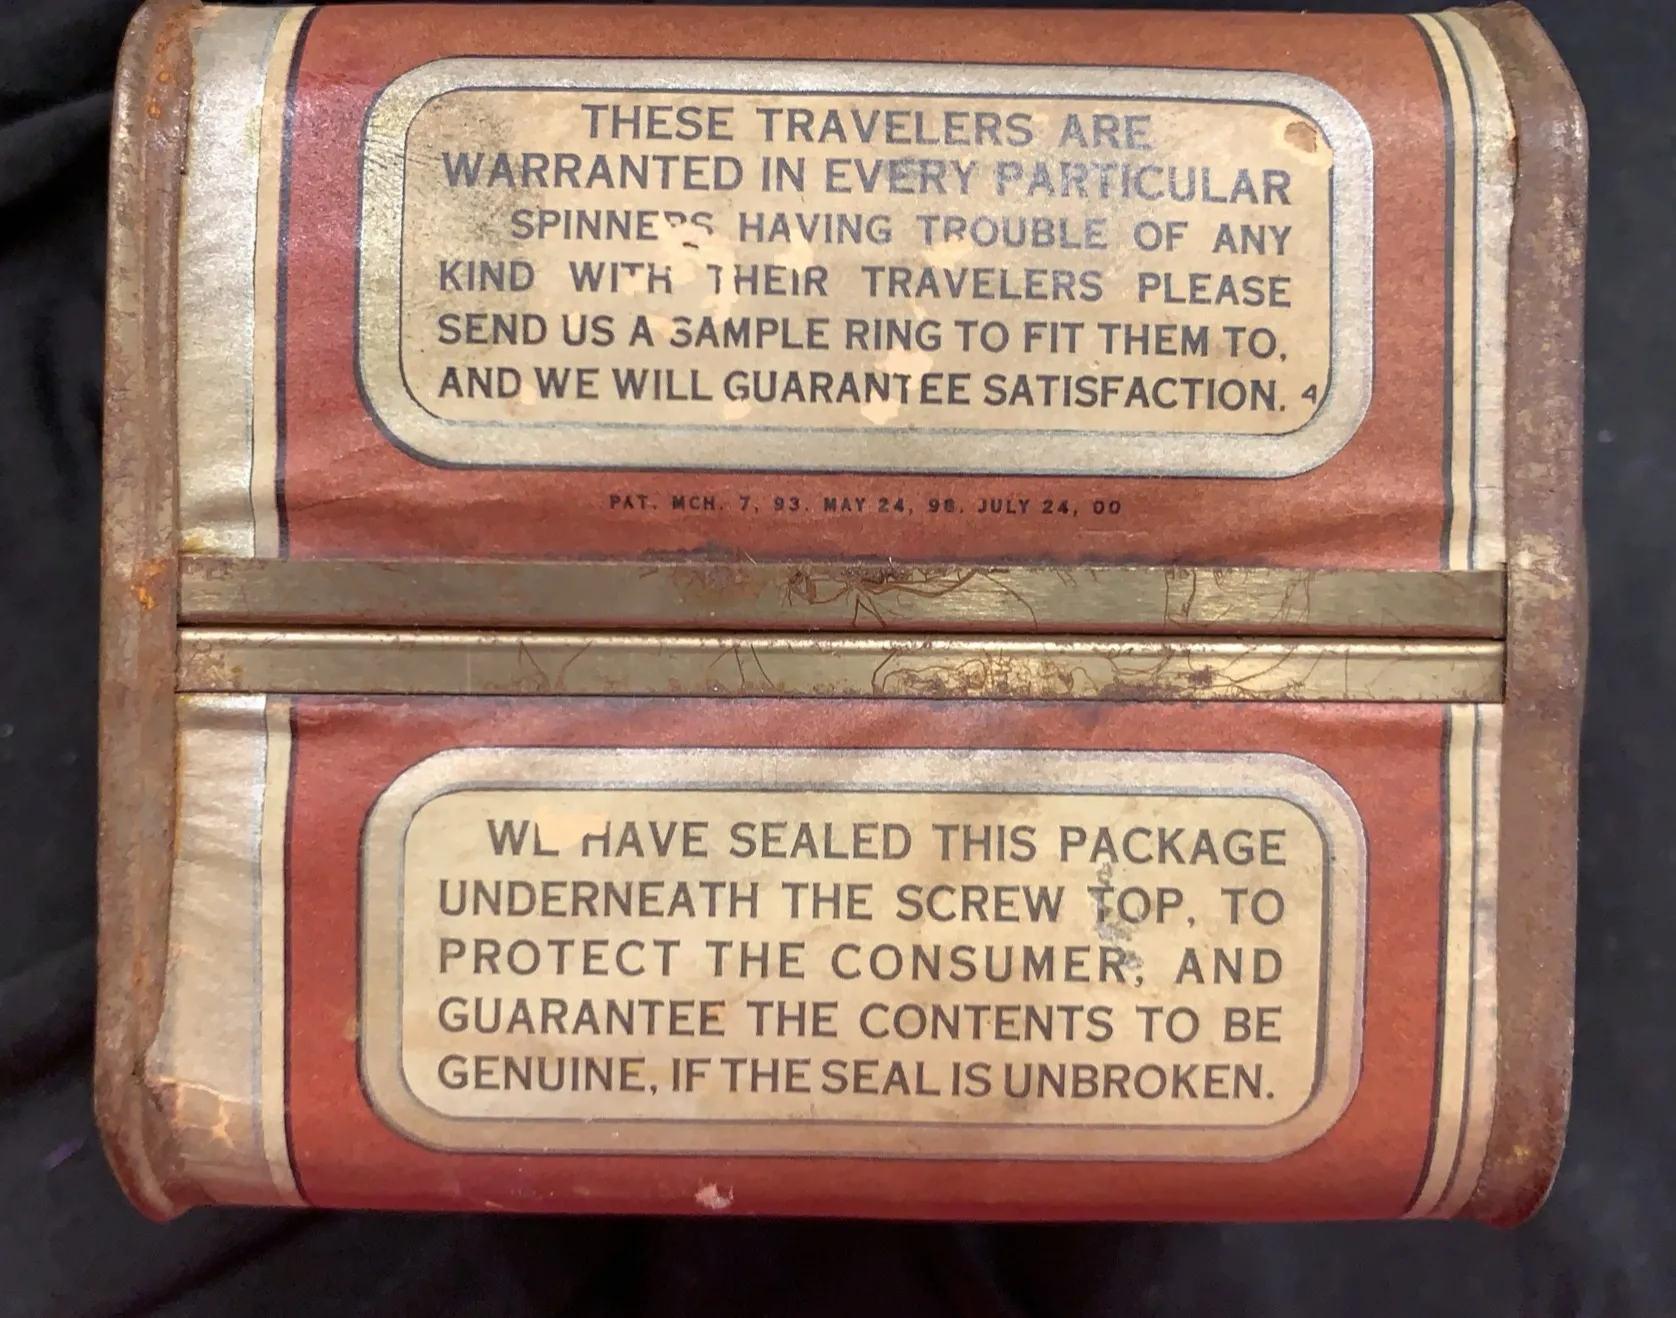 THESE TRAVELERS ARE
WARRANTED IN EVERY PARTICULAR
SPINNERS HAVING TROUBLE OF ANY
KIND WITH THEIR TRAVELERS PLEASE
SEND US A SAMPLE RING TO FIT THEM TO,
AND WE WILL GUARANTEE SATISFACTION. 4
PAT. MCH. 7, 93. MAY 24, 98. JULY 24, 00
WE HAVE SEALED THIS PACKAGE
UNDERNEATH THE SCREW TOP, TO
PROTECT THE CONSUMER, AND
GUARANTEE THE CONTENTS TO BE
GENUINE, IF THE SEAL IS UNBROKEN.